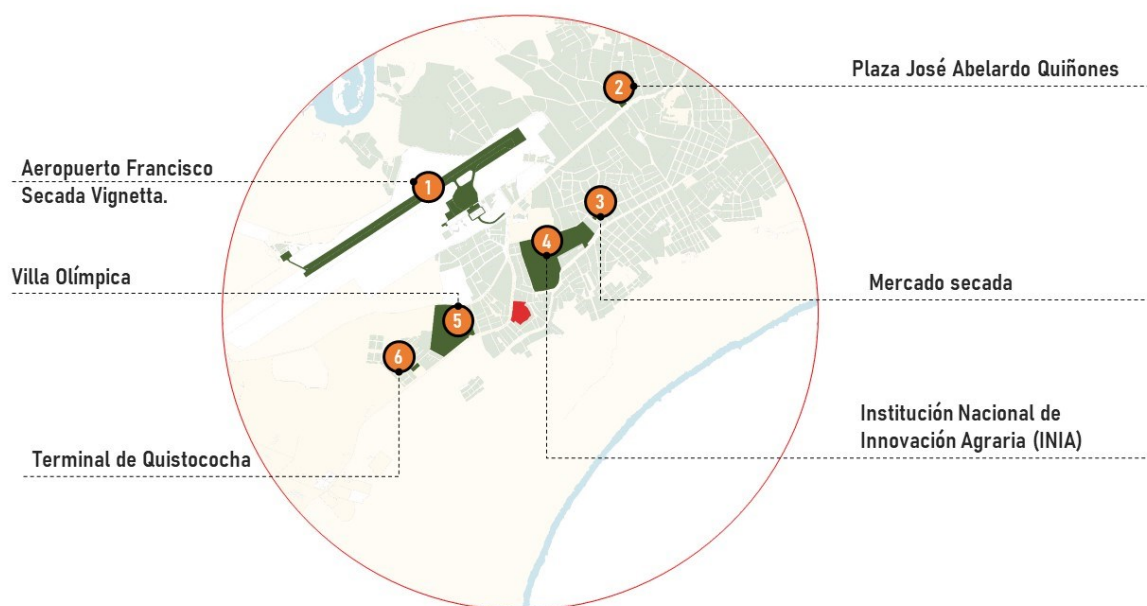 Plaza José Abelardo Quiñones
2
Aeropuerto Francisco
Secada Vignetta.
1
3
4
Villa Olímpica
Mercado secada
5
6
Institución Nacional de
Innovación Agraria (INIA)
Terminal de Quistococha